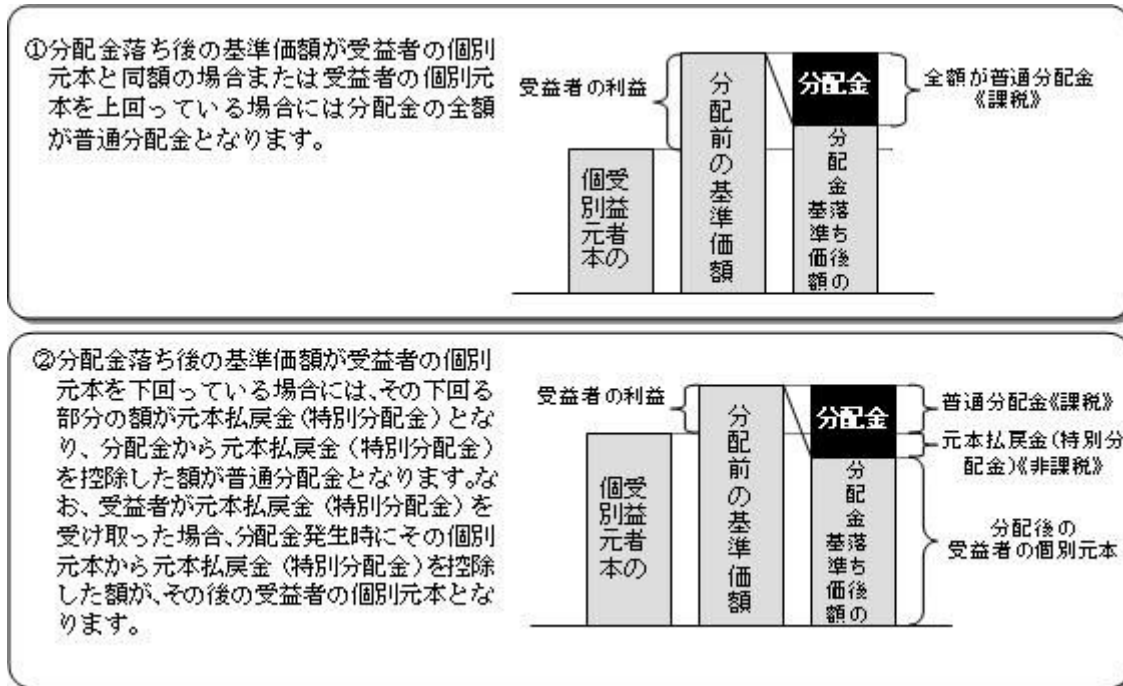 ①分配金落ち後の基準価額が受益者の個別
元本と同額の場合または受益者の個別元
本を上回っている場合には分配金の全額
が普通分配金となります。
受益者の利益
受益者の
個別元本
分配前の基準価額
分配金
分配金落ち後の
基準価額
全額が普通分配金
《課税》
②分配金落ち後の基準価額が受益者の個別
元本を下回っている場合には、その下回る
部分の額が元本払戻金(特別分配金)とな
り、分配金から元本払戻金(特別分配金)
を控除した額が普通分配金となります。な
お、受益者が元本払戻金(特別分配金)を
受け取った場合、分配金発生時にその個別
元本から元本払戻金(特別分配金)を控除
した額が、その後の受益者の個別元本とな
ります。
受益者の利益
受益者の
個別元本
分配前の基準価額
分配金
分配金落ち後の
基準価額
普通分配金《課税》
元本払戻金(特別分
配金)《非課税》
分配後の
受益者の個別元本